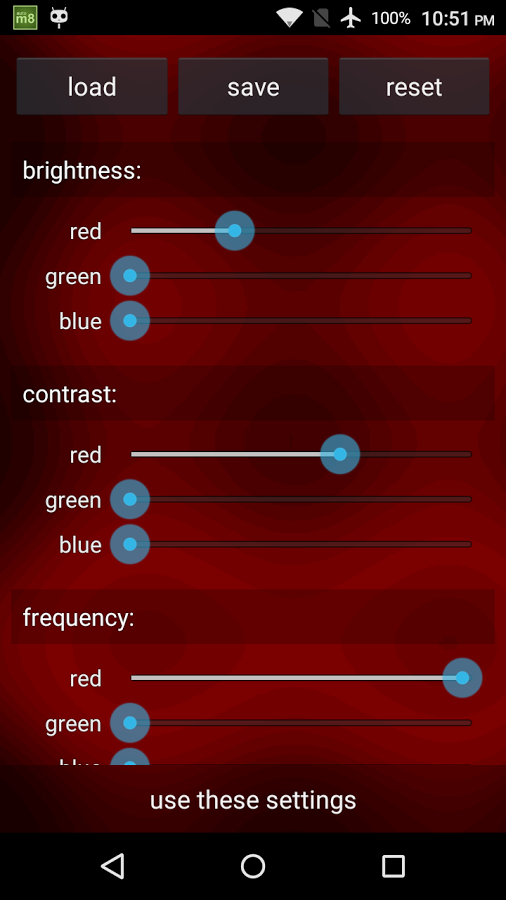 m8 100% 10:51 PM
load save reset
brightness:
red
green
blue
contrast:
red
green
blue
frequency:
red
green
blue
use these settings